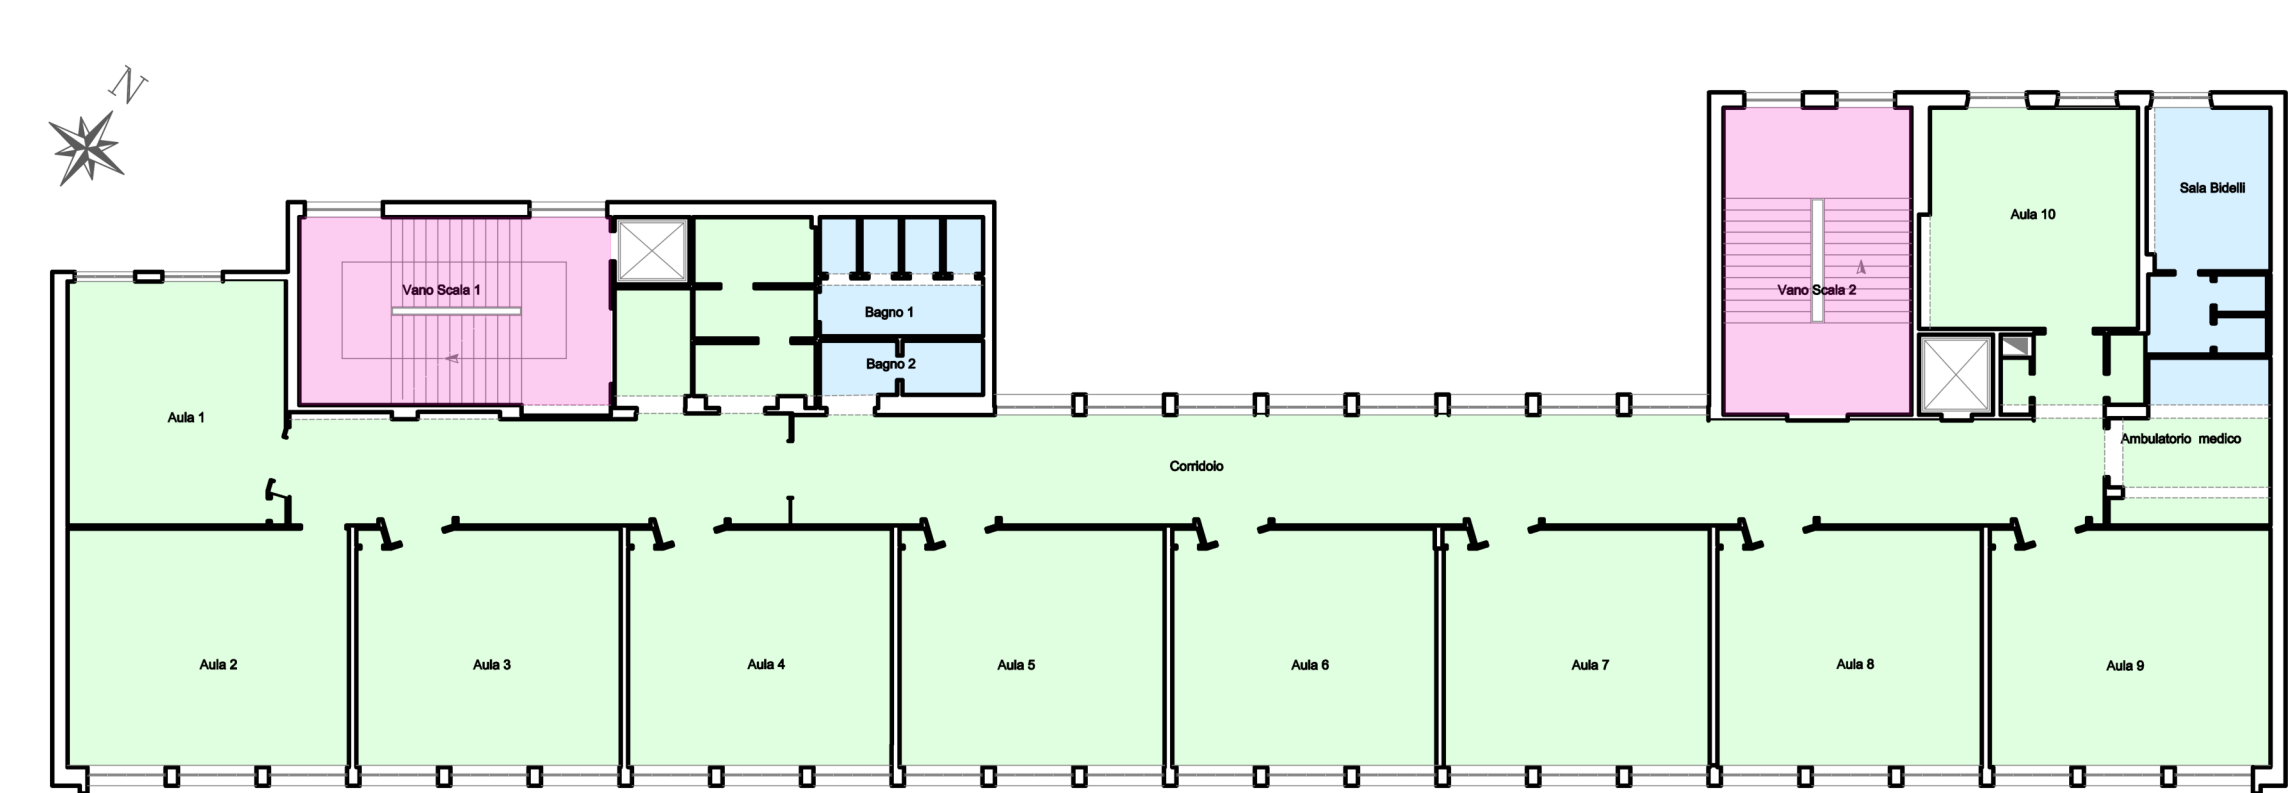 N
Sala Bidelli
Aula 10
Vano Scala 1
Vano Scala 2
Bagno 1
Bagno 2
Aula 1
Ambulatorio medico
Corridoio
Aula 2
Aula 3
Aula 4
Aula 5
Aula 6
Aula 7
Aula 8
Aula 9